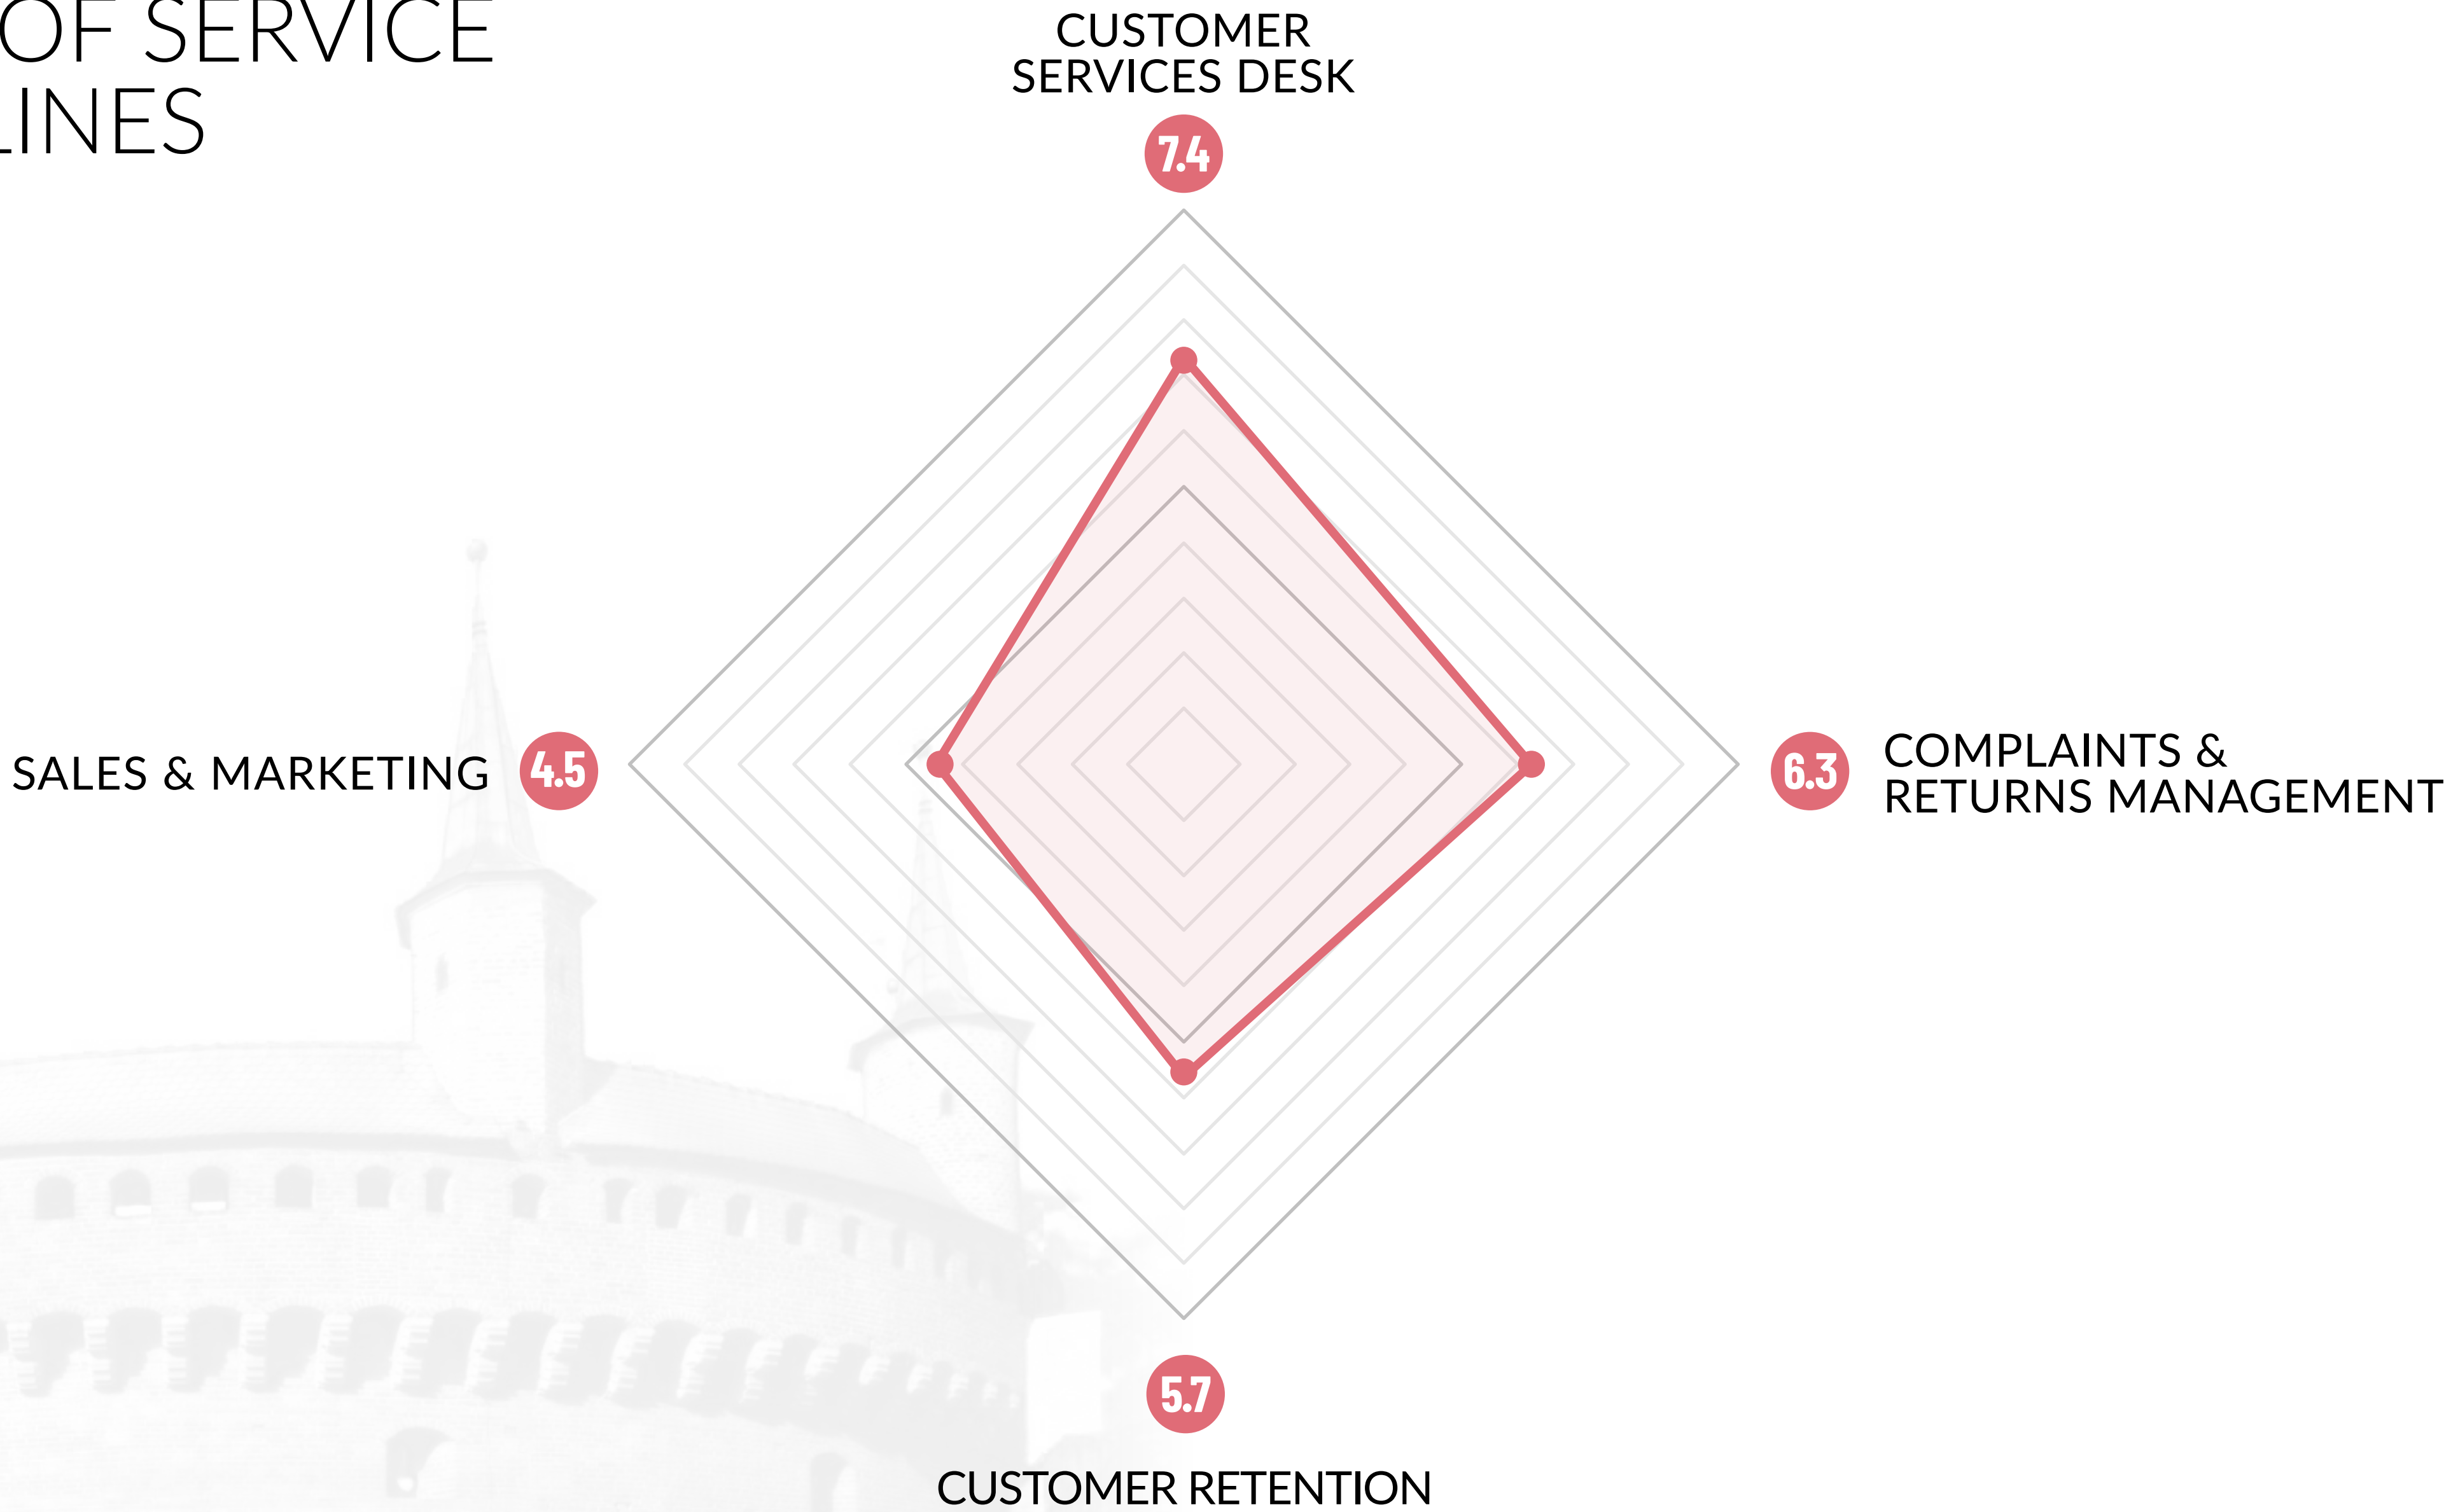 OF SERVICE
LINES
CUSTOMER
SERVICES DESK
7.4
SALES & MARKETING
4.5
6.3
COMPLAINTS &
RETURNS MANAGEMENT
5.7
CUSTOMER RETENTION